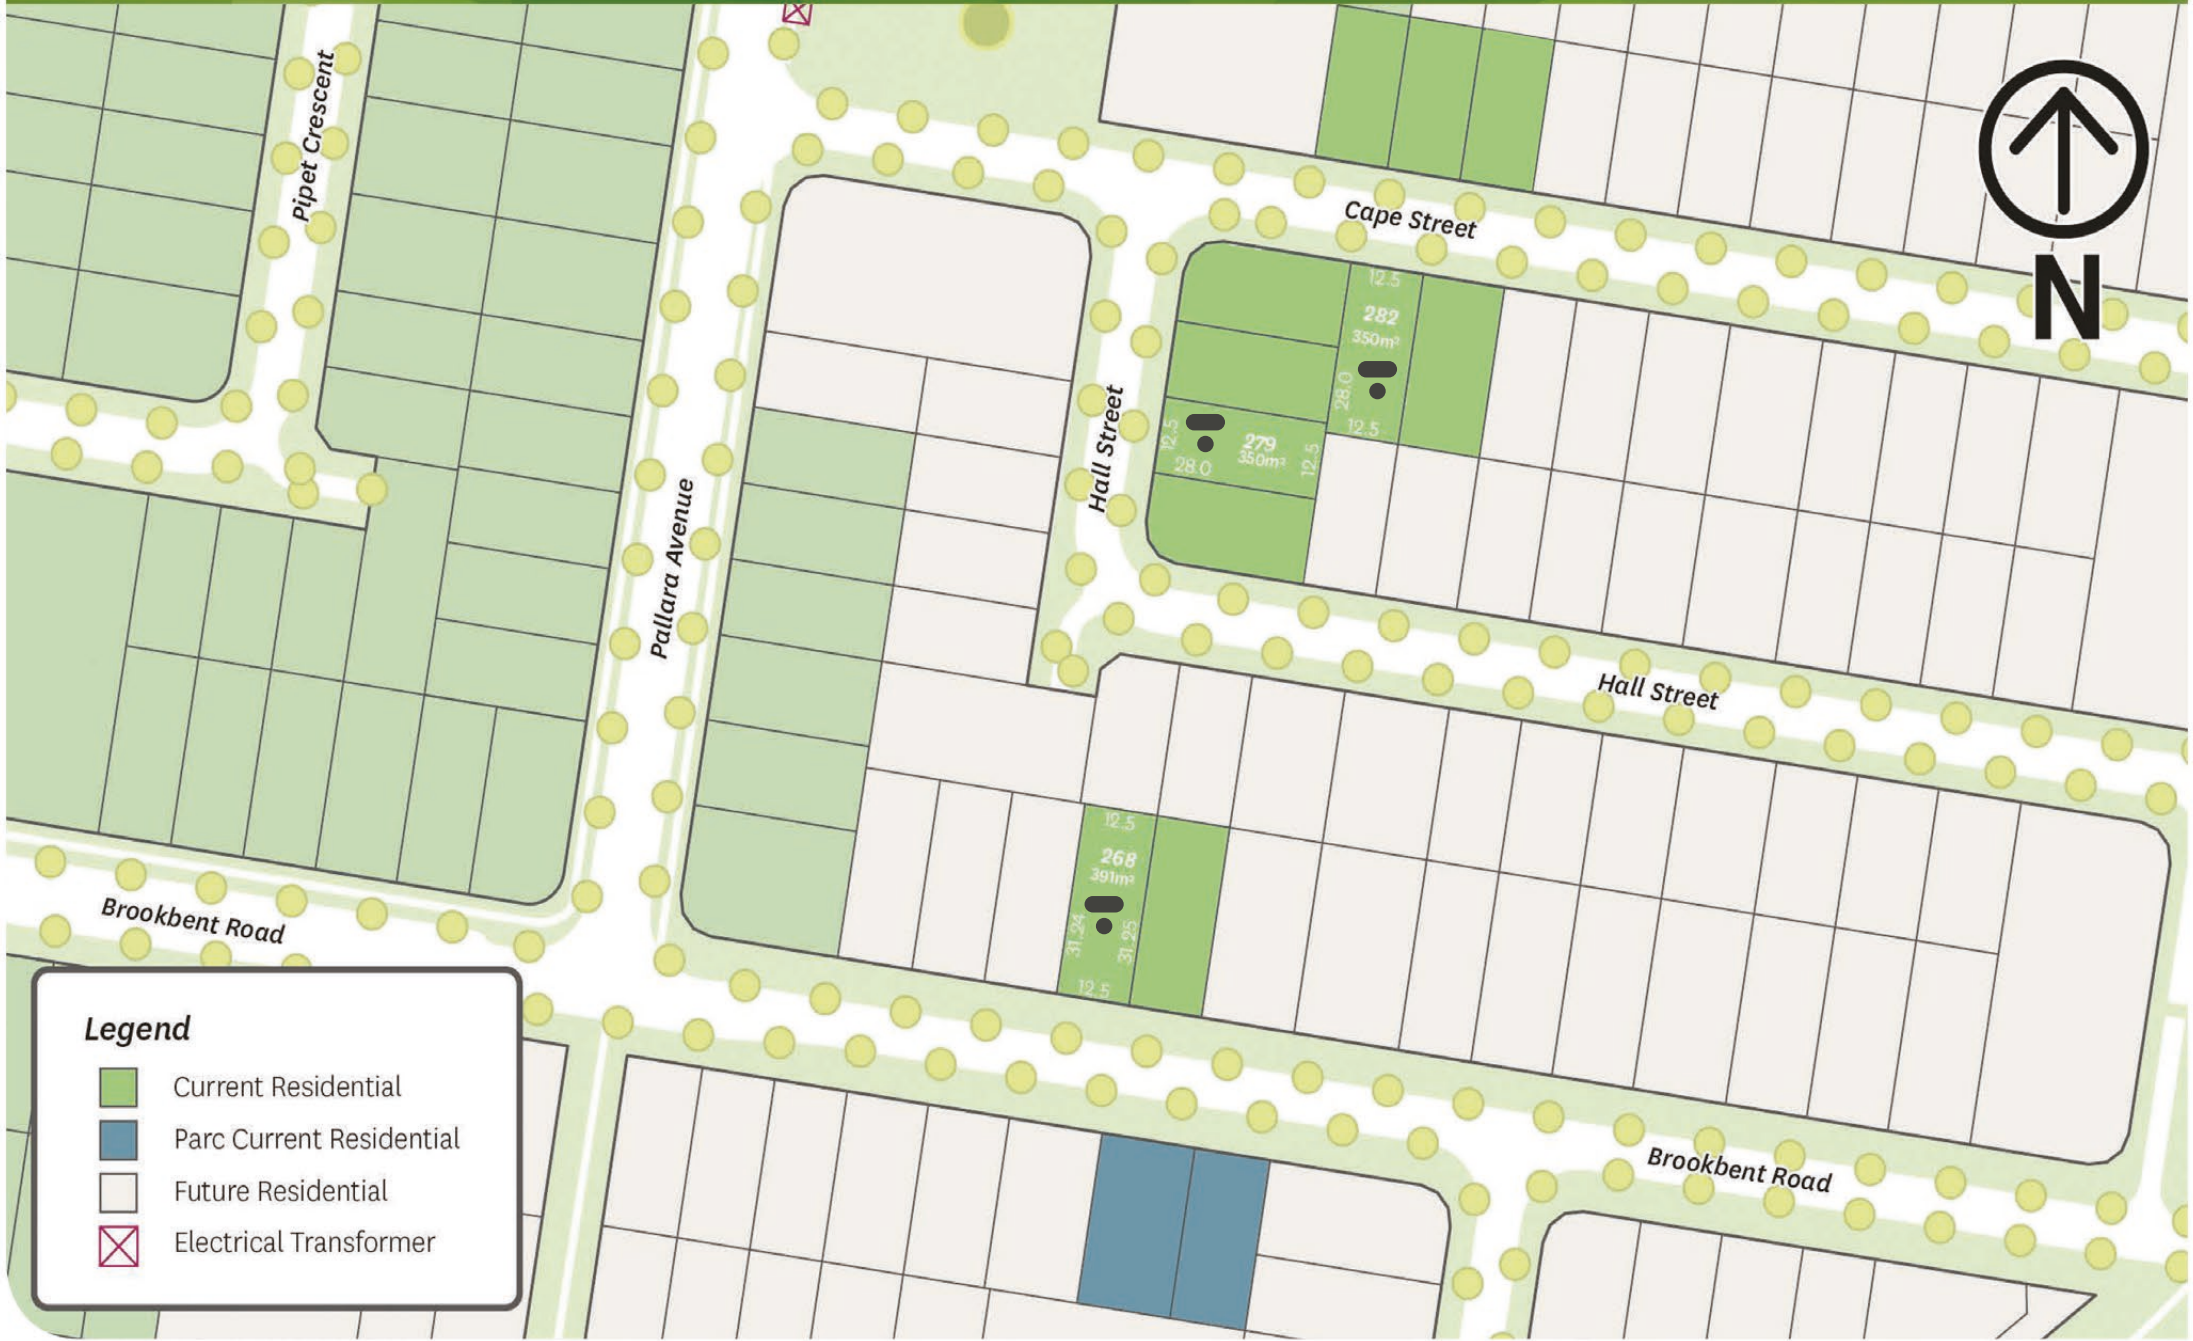 Pipet Crescent
N
Cape Street
12.5
282
350m²
28.0
12.5
Hall Street
12.5
279
350m²
28.0
12.5
Pallara Avenue
Hall Street
12.5
268
391m²
31.24
31.25
12.5
Brookbent Road
Brookbent Road
Legend
Current Residential
Parc Current Residential
Future Residential
Electrical Transformer